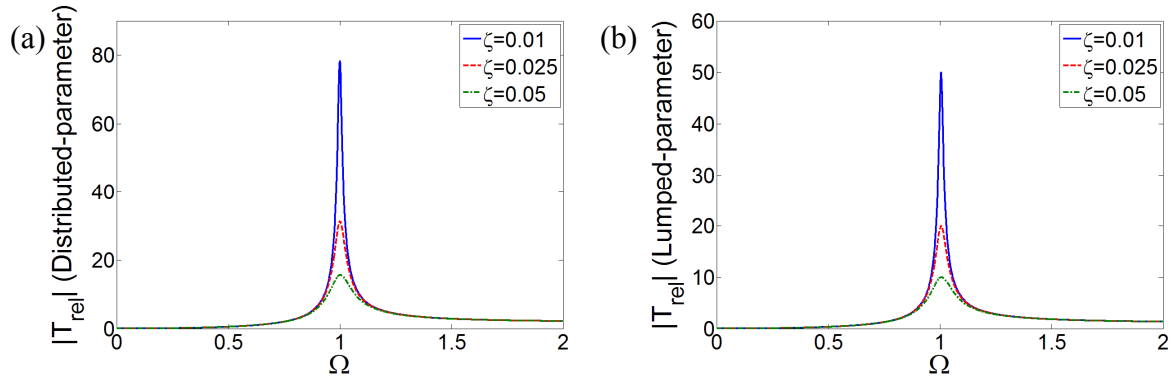 (a)
|T_rel| (Distributed-parameter)
80
60
40
20
0
0 0.5 1 1.5 2
Ω
ζ=0.01
ζ=0.025
ζ=0.05
(b)
|T_rel| (Lumped-parameter)
60
50
40
30
20
10
0
0 0.5 1 1.5 2
Ω
ζ=0.01
ζ=0.025
ζ=0.05